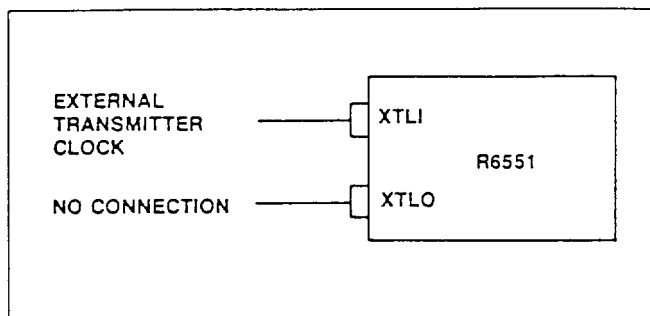 EXTERNAL
TRANSMITTER
CLOCK
XTLI
R6551
NO CONNECTION
XTLO